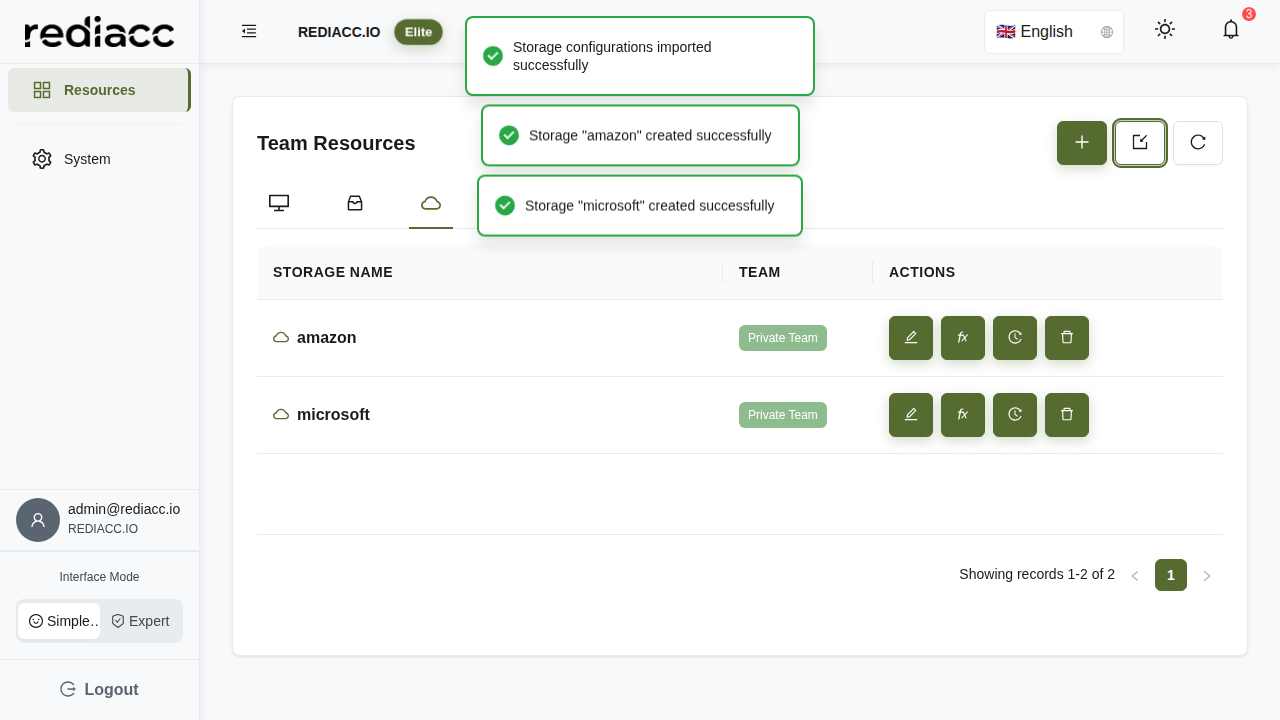 rediacc
Resources
System
admin@rediacc.io
REDIACC.IO
Interface Mode
Simple..
Expert
Logout
REDIACC.IO
Elite
🇬🇧 English
3
Storage configurations imported
successfully
Storage "amazon" created successfully
Storage "microsoft" created successfully
Team Resources
STORAGE NAME
TEAM
ACTIONS
amazon
Private Team
fx
microsoft
Private Team
fx
Showing records 1-2 of 2
1